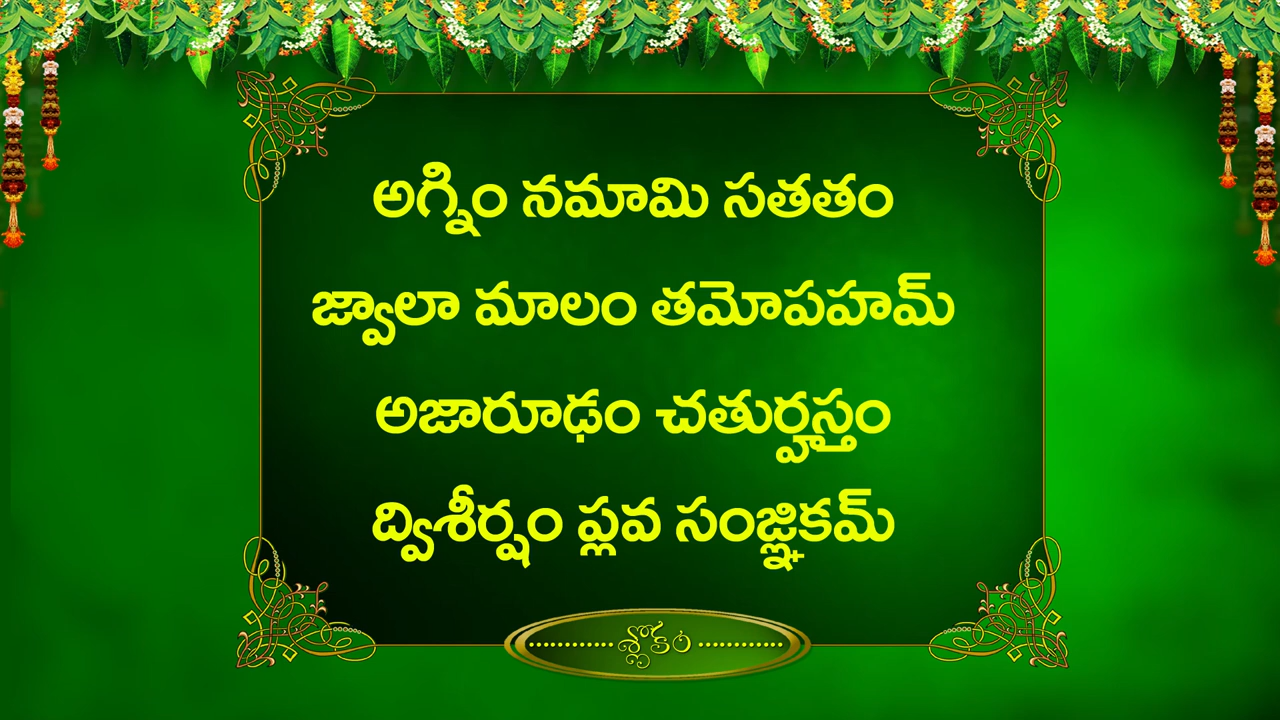 అగ్నిం నమామి సతతం
జ్వాలా మాలం తమోపహమ్
అజారూఢం చతుర్హస్తం
ద్విశీర్షం ప్లవ సంజ్ఞికమ్
శ్లోకం